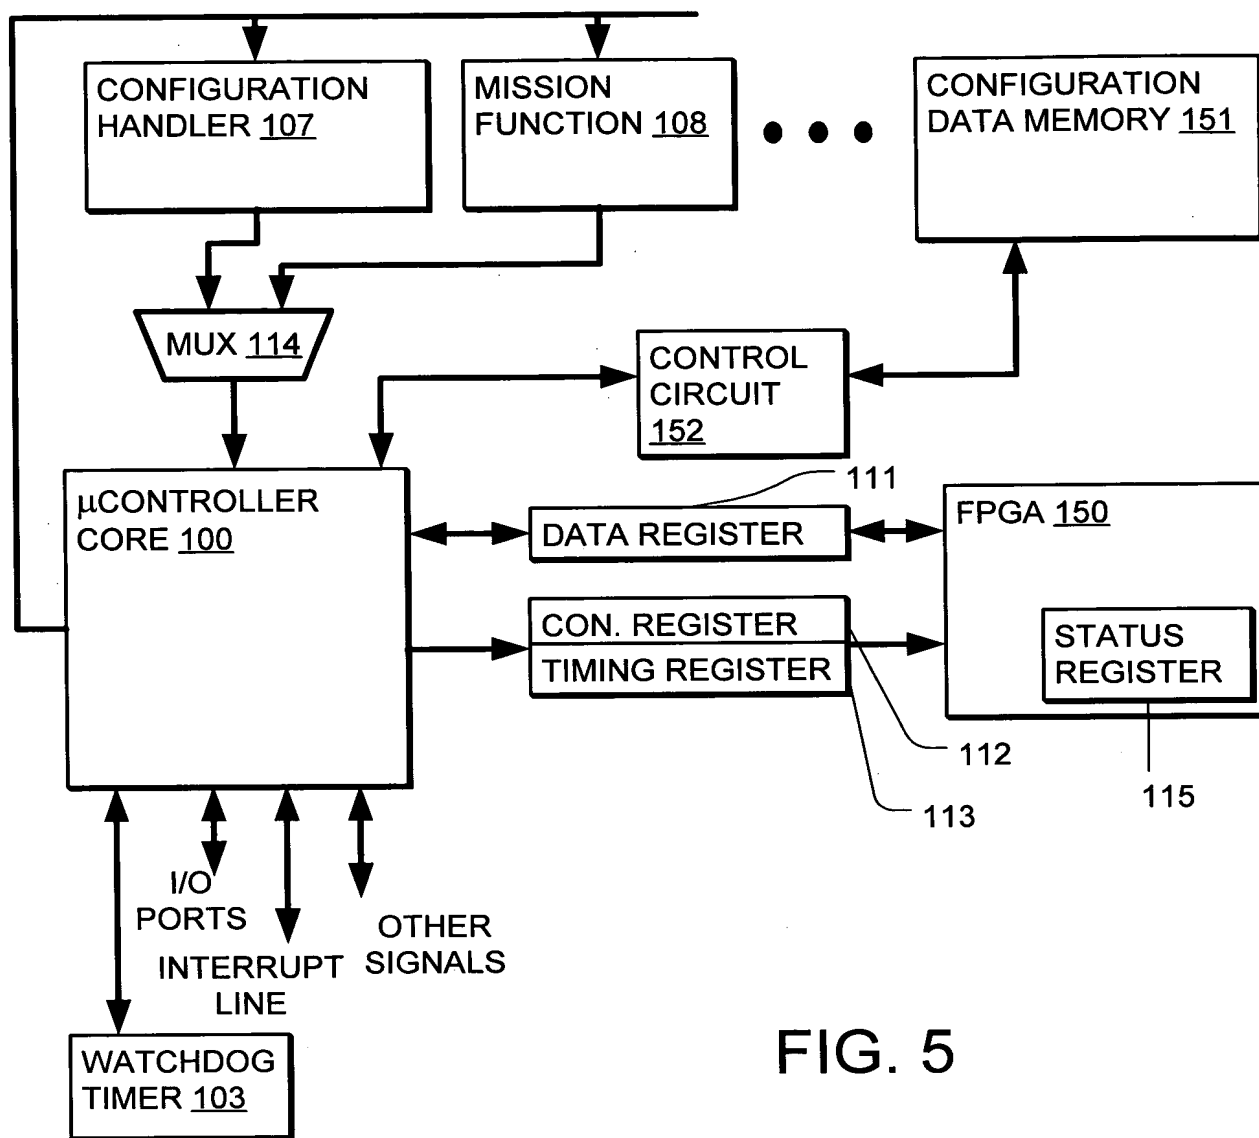 CONFIGURATION
HANDLER 107
MISSION
FUNCTION 108
CONFIGURATION
DATA MEMORY 151
MUX 114
CONTROL
CIRCUIT
152
111
µCONTROLLER
CORE 100
DATA REGISTER
FPGA 150
CON. REGISTER
TIMING REGISTER
STATUS
REGISTER
112
113
115
I/O
PORTS
INTERRUPT
LINE
OTHER
SIGNALS
WATCHDOG
TIMER 103
FIG. 5